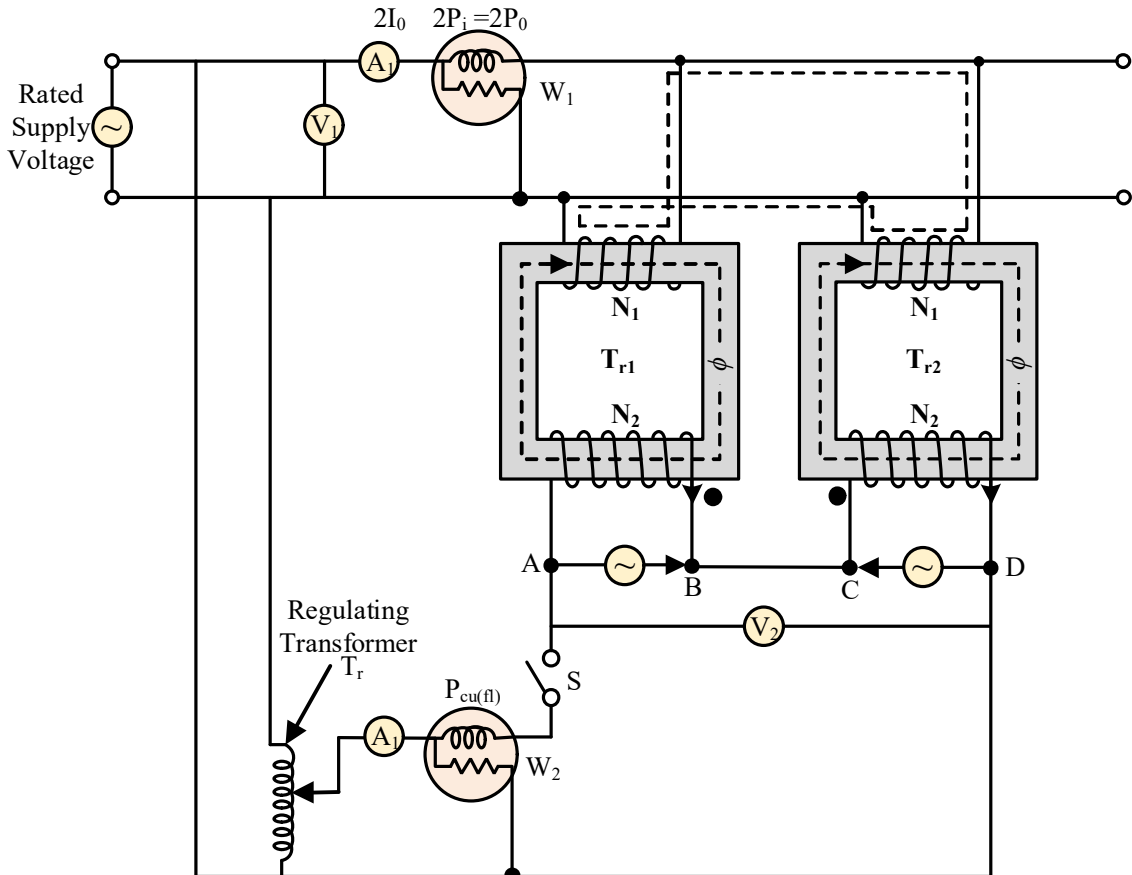 2I₀ 2Pᵢ =2P₀
A₁
W₁
Rated
Supply
Voltage
~
V₁
N₁
N₁
Tᵣ₁
ϕ
Tᵣ₂
ϕ
N₂
N₂
A
~
B
C
~
D
Regulating
Transformer
Tᵣ
V₂
S
P_cu(fl)
A₁
W₂